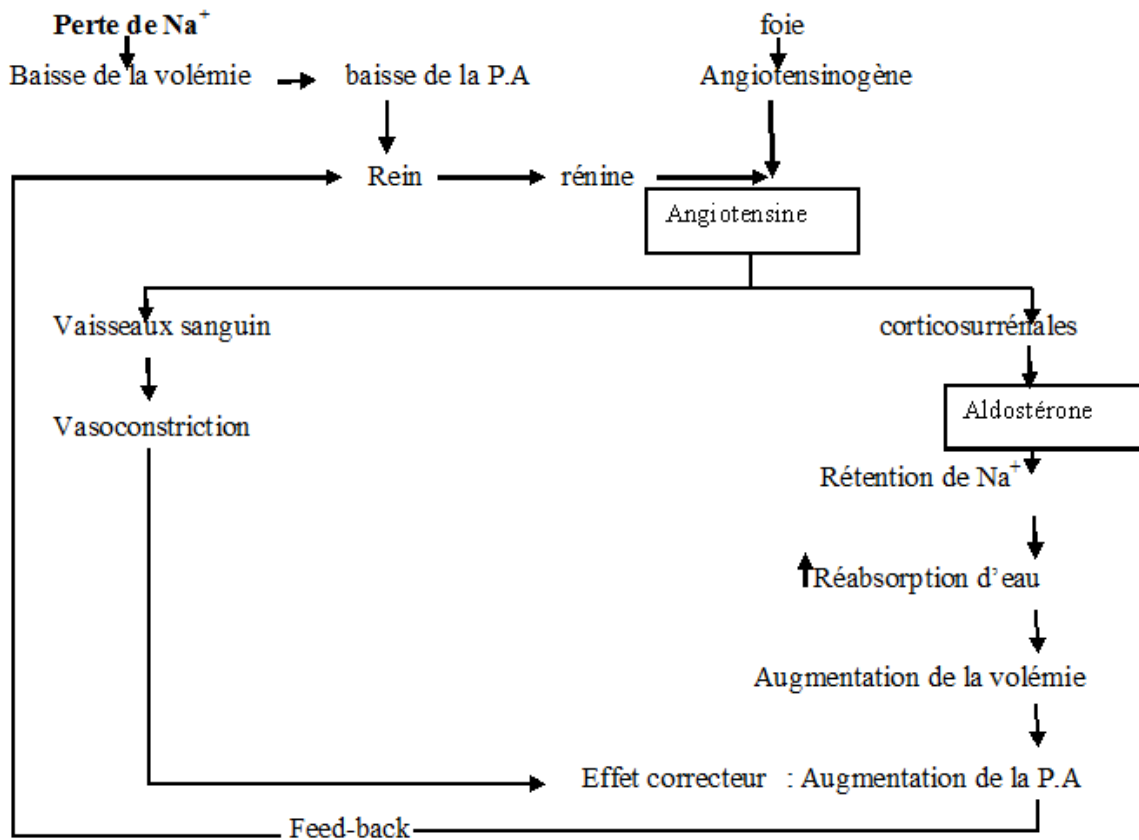 Perte de Na+
foie
Baisse de la volémie
baisse de la P.A
Angiotensinogène
Rein
rénine
Angiotensine
Vaisseaux sanguin
corticosurrénales
Vasoconstriction
Aldostérone
Rétention de Na+
Réabsorption d’eau
Augmentation de la volémie
Effet correcteur : Augmentation de la P.A
Feed-back